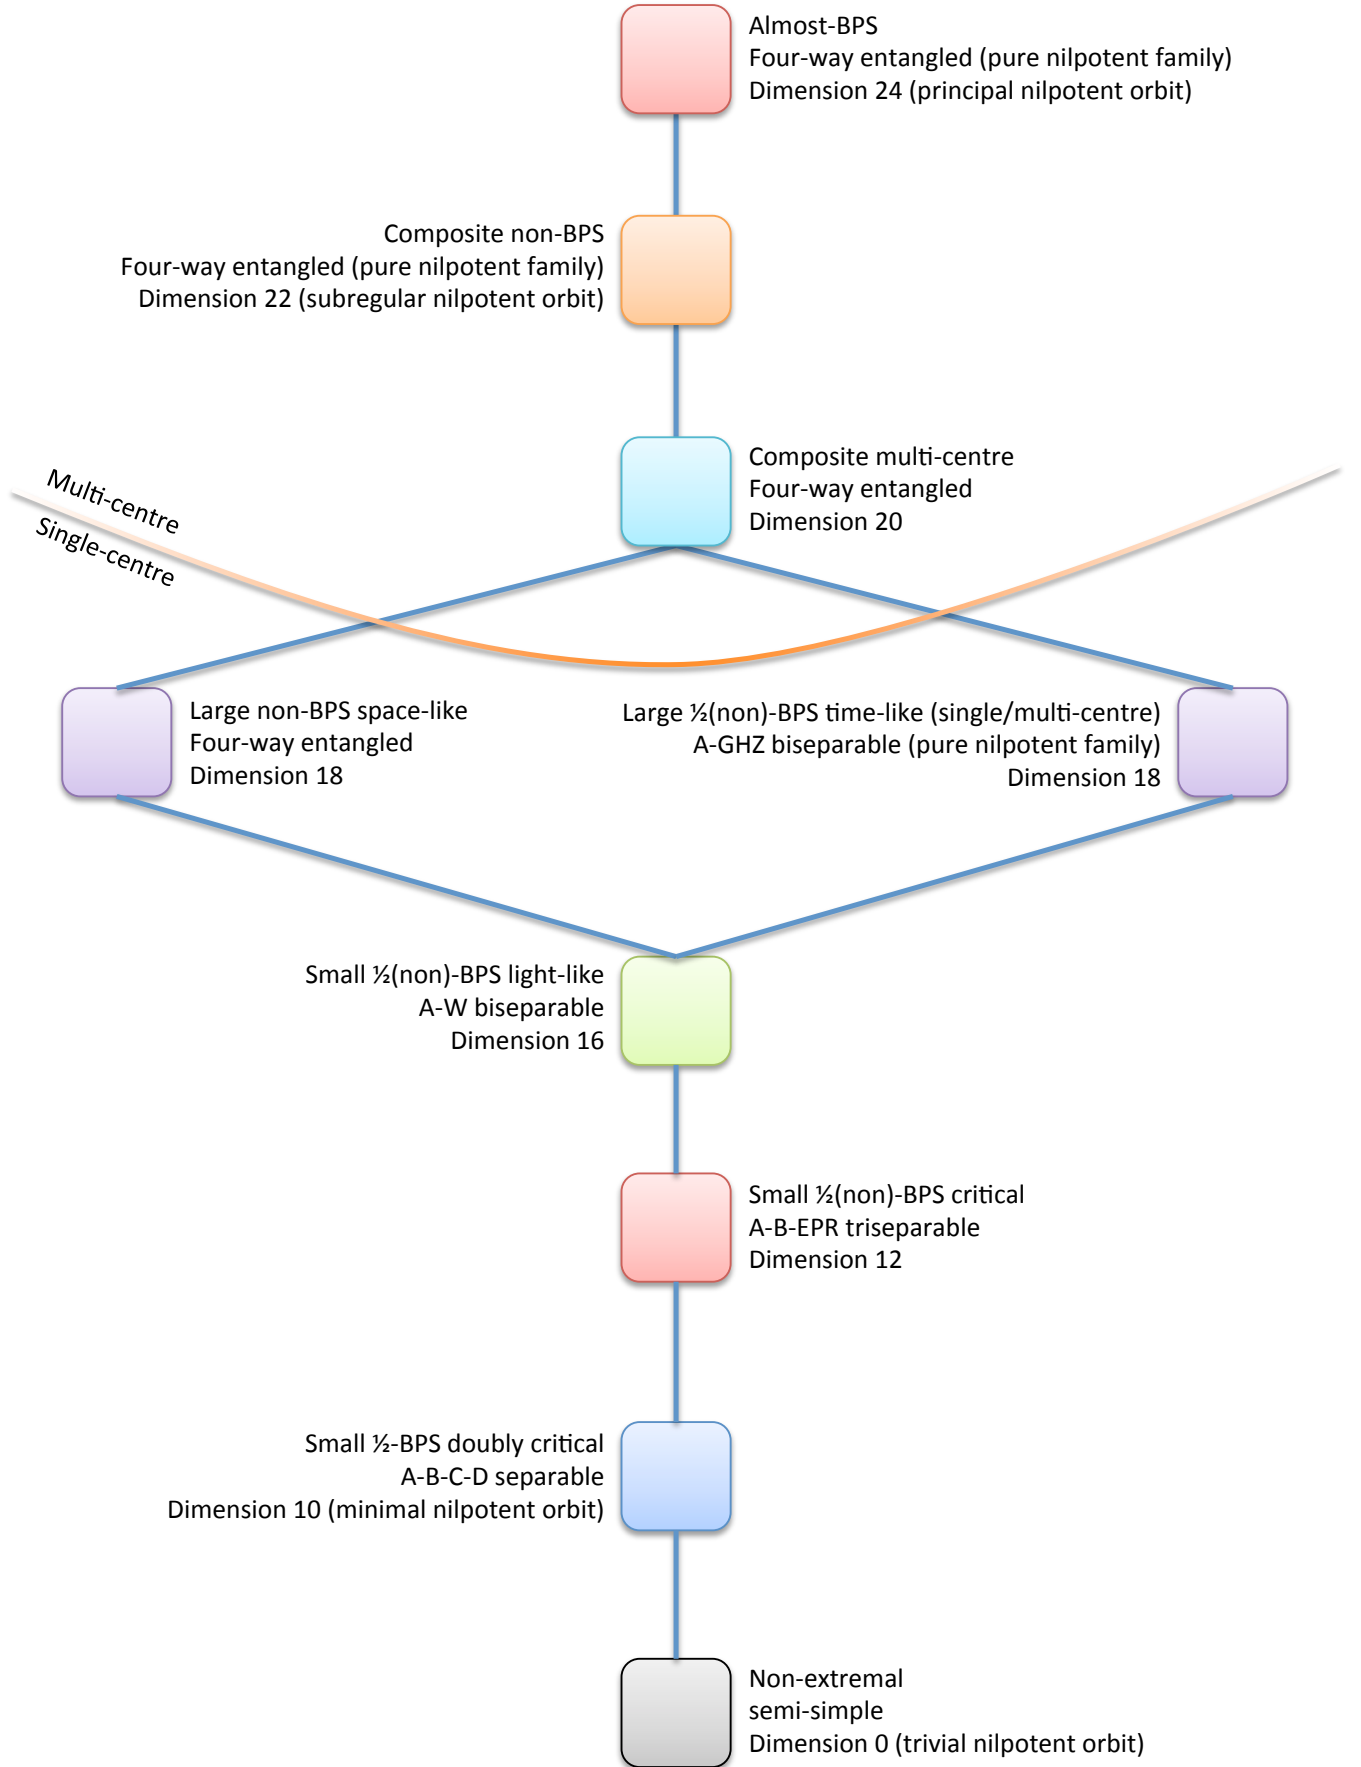 Almost-BPS
Four-way entangled (pure nilpotent family)
Dimension 24 (principal nilpotent orbit)
Composite non-BPS
Four-way entangled (pure nilpotent family)
Dimension 22 (subregular nilpotent orbit)
Composite multi-centre
Four-way entangled
Dimension 20
Multi-centre
Single-centre
Large non-BPS space-like
Four-way entangled
Dimension 18
Large ½(non)-BPS time-like (single/multi-centre)
A-GHZ biseparable (pure nilpotent family)
Dimension 18
Small ½(non)-BPS light-like
A-W biseparable
Dimension 16
Small ½(non)-BPS critical
A-B-EPR triseparable
Dimension 12
Small ½-BPS doubly critical
A-B-C-D separable
Dimension 10 (minimal nilpotent orbit)
Non-extremal
semi-simple
Dimension 0 (trivial nilpotent orbit)